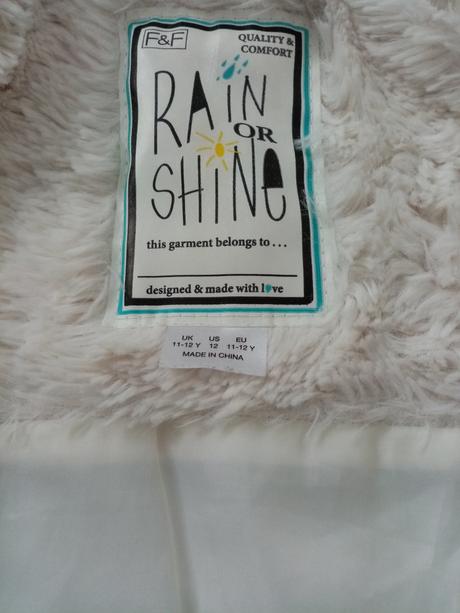 F&F
QUALITY &
COMFORT
RAIN
OR
SHiNe
this garment belongs to...
designed & made with love
UK US EU
11-12 Y 12 11-12 Y
MADE IN CHINA